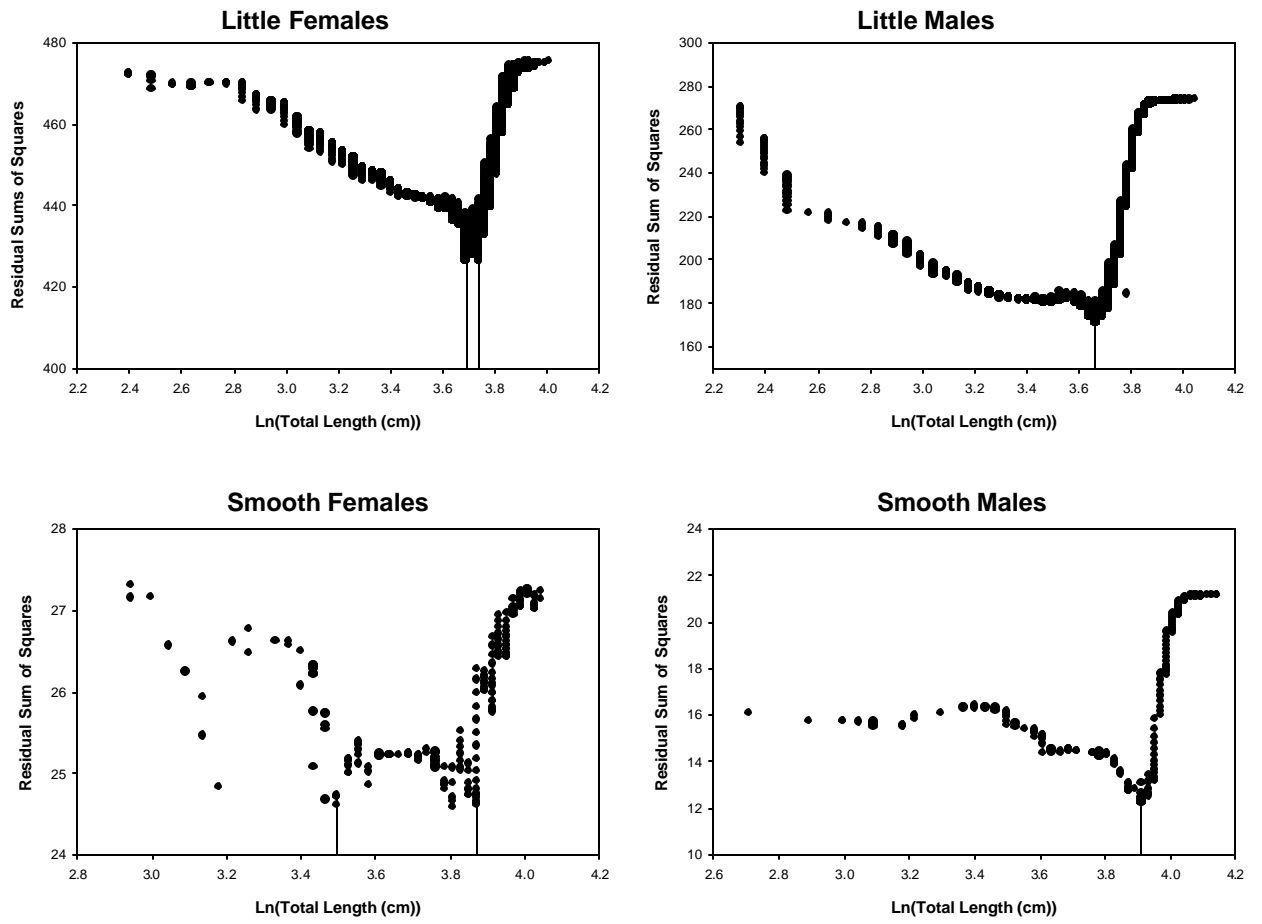 Little Females
480
460
440
420
400
Residual Sums of Squares
2.2 2.4 2.6 2.8 3.0 3.2 3.4 3.6 3.8 4.0 4.2
Ln(Total Length (cm))
Little Males
300
280
260
240
220
200
180
160
Residual Sum of Squares
2.2 2.4 2.6 2.8 3.0 3.2 3.4 3.6 3.8 4.0 4.2
Ln(Total Length (cm))
Smooth Females
28
27
26
25
24
Residual Sum of Squares
2.8 3.0 3.2 3.4 3.6 3.8 4.0 4.2
Ln(Total Length (cm))
Smooth Males
24
22
20
18
16
14
12
10
Residual Sum of Squares
2.6 2.8 3.0 3.2 3.4 3.6 3.8 4.0 4.2
Ln(Total Length (cm))